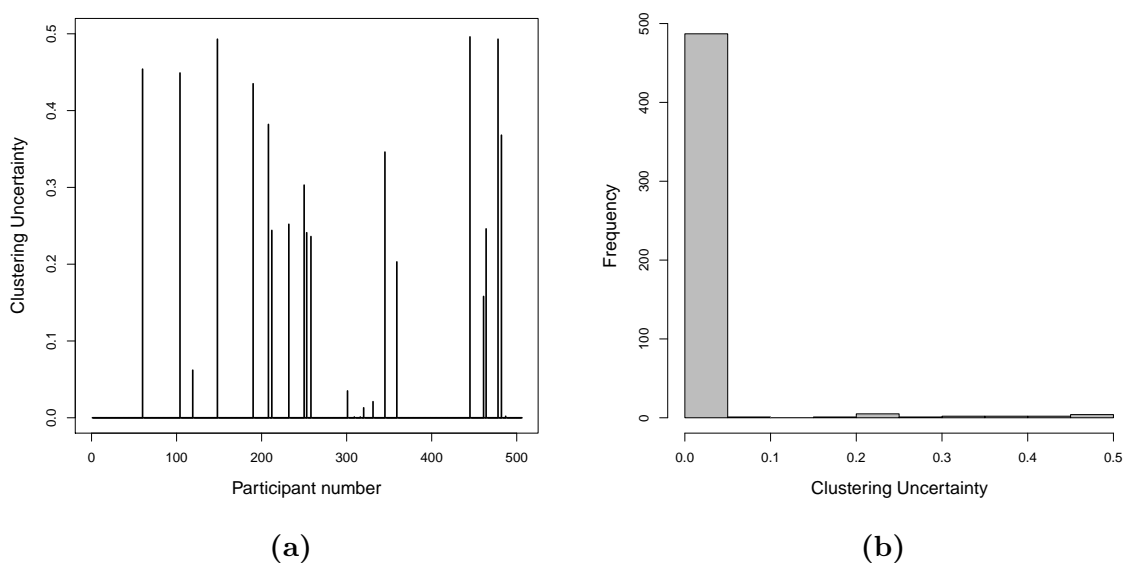 0.5
0.4
0.3
0.2
0.1
0.0
Clustering Uncertainty
0 100 200 300 400 500
Participant number
(a)
500
400
300
200
100
0
Frequency
0.0 0.1 0.2 0.3 0.4 0.5
Clustering Uncertainty
(b)